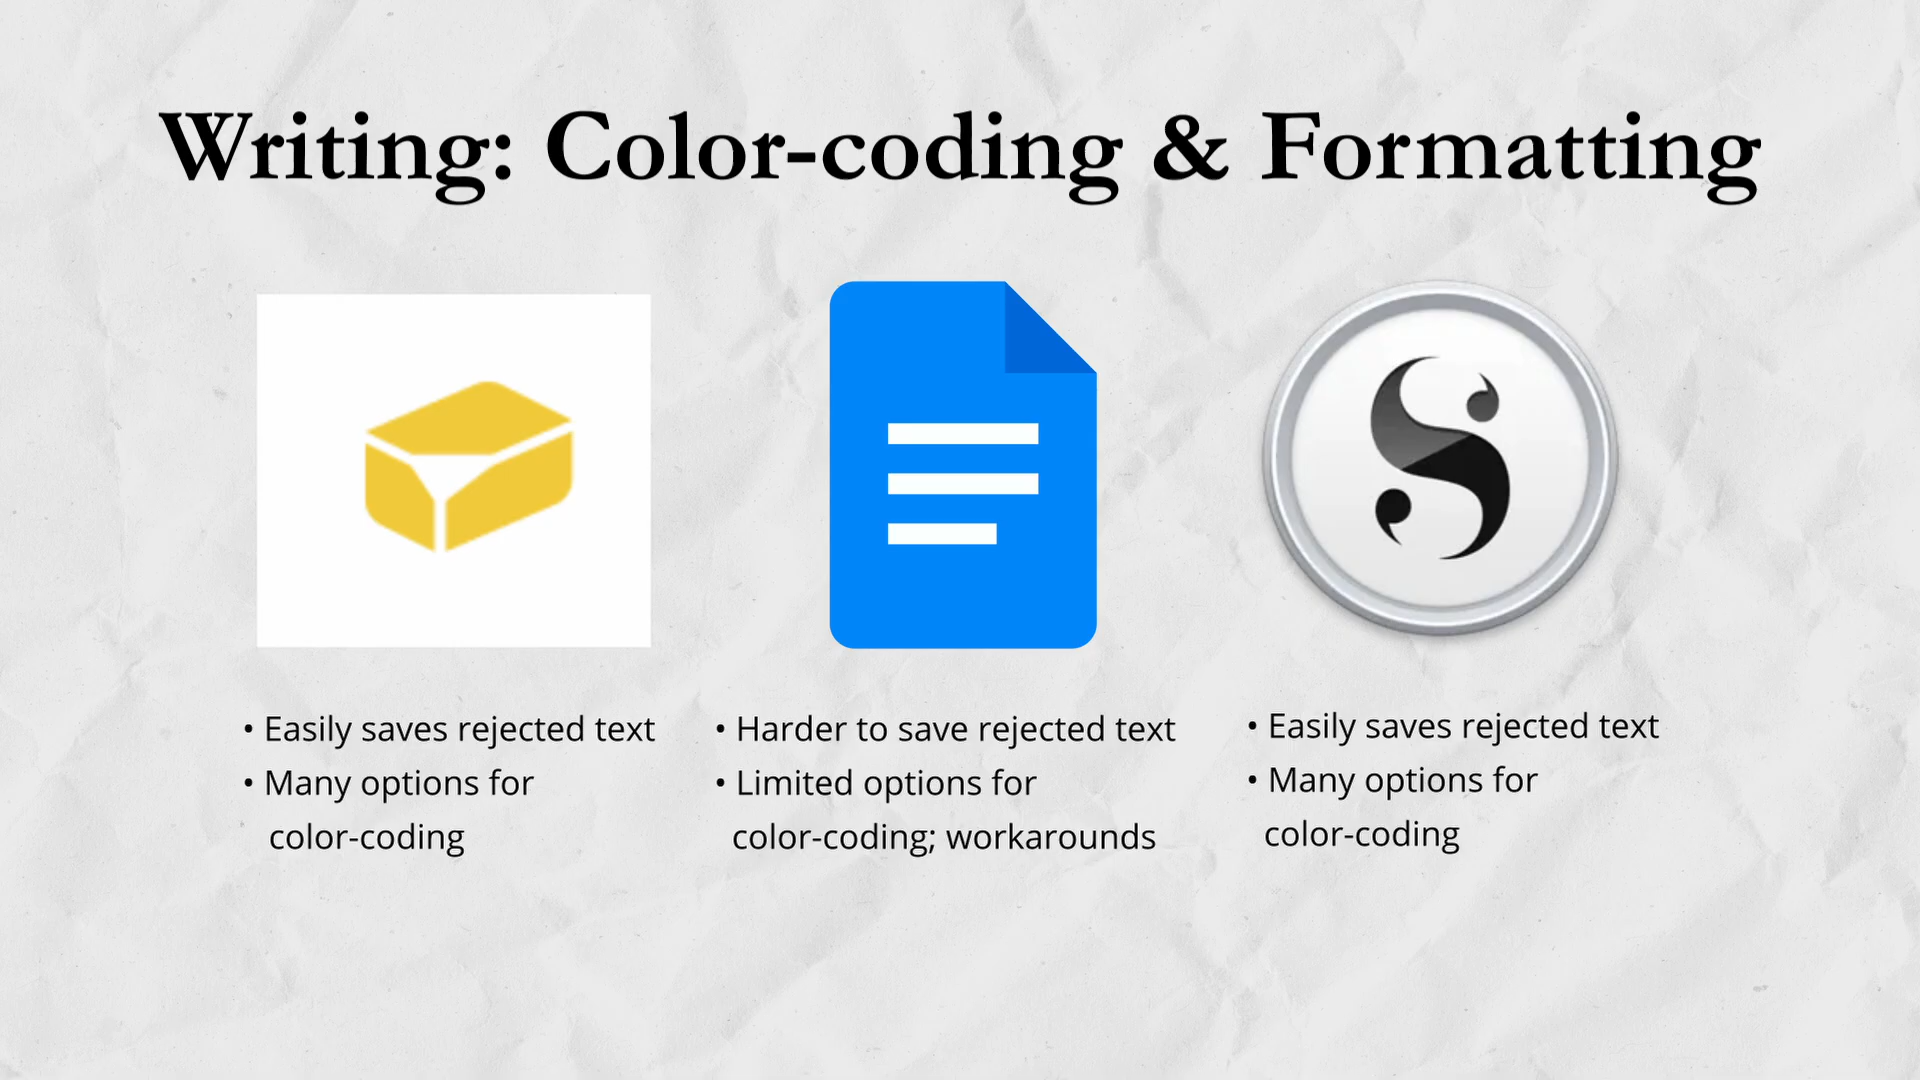 Writing: Color-coding & Formatting
• Easily saves rejected text
• Many options for
color-coding
• Harder to save rejected text
• Limited options for
color-coding; workarounds
• Easily saves rejected text
• Many options for
color-coding